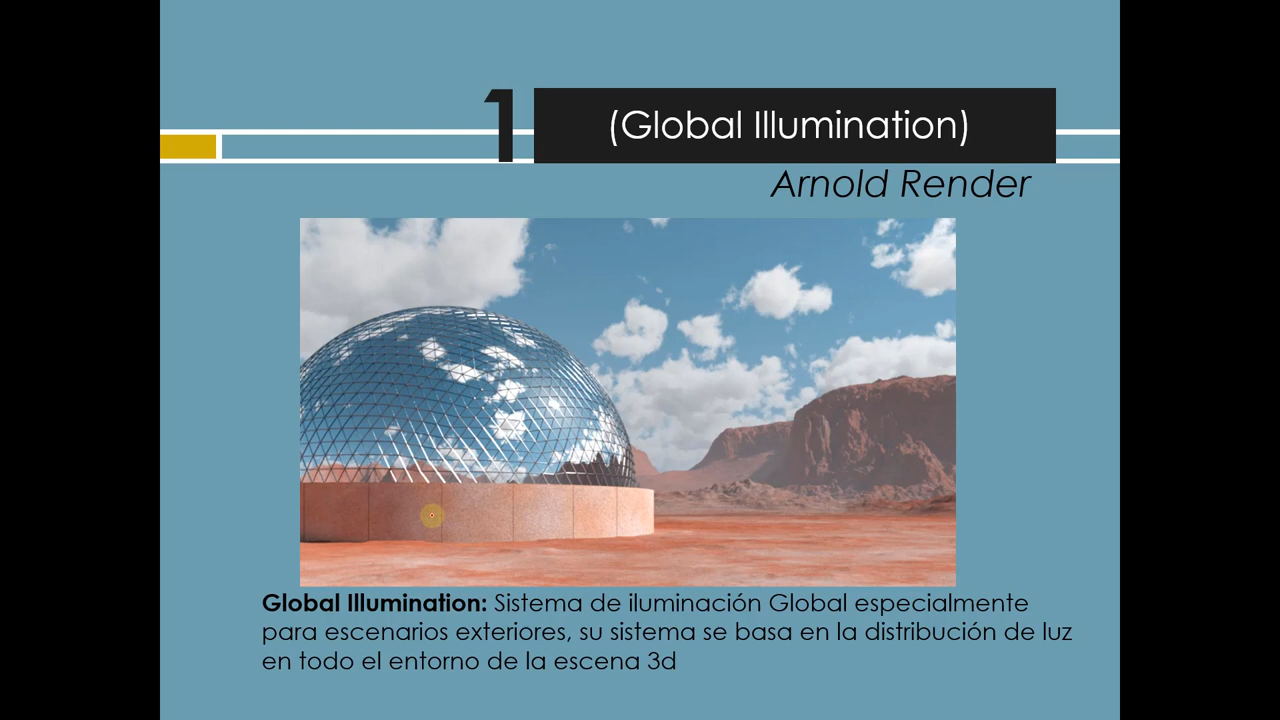 1
(Global Illumination)
Arnold Render
Global Illumination: Sistema de iluminación Global especialmente
para escenarios exteriores, su sistema se basa en la distribución de luz
en todo el entorno de la escena 3d